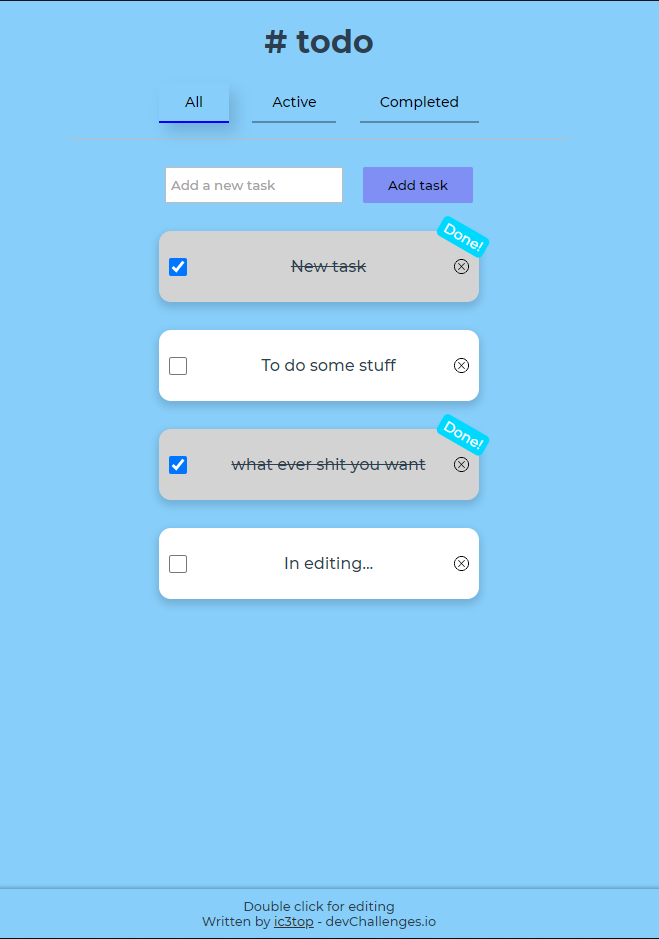 # todo
All Active Completed
Add a new task Add task
Done!
New task
To do some stuff
Done!
what ever shit you want
In editing...
Double click for editing
Written by ic3top - devChallenges.io